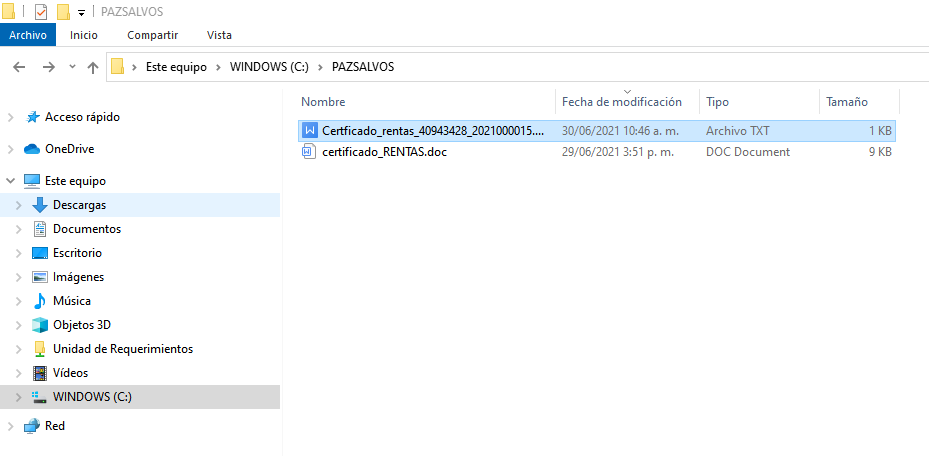 PAZSALVOS
Archivo Inicio Compartir Vista
Este equipo WINDOWS (C:) PAZSALVOS
Nombre Fecha de modificación Tipo Tamaño
Certficado_rentas_40943428_2021000015.... 30/06/2021 10:46 a. m. Archivo TXT 1 KB
certificado_RENTAS.doc 29/06/2021 3:51 p. m. DOC Document 9 KB
Acceso rápido
OneDrive
Este equipo
Descargas
Documentos
Escritorio
Imágenes
Música
Objetos 3D
Unidad de Requerimientos
Vídeos
WINDOWS (C:)
Red